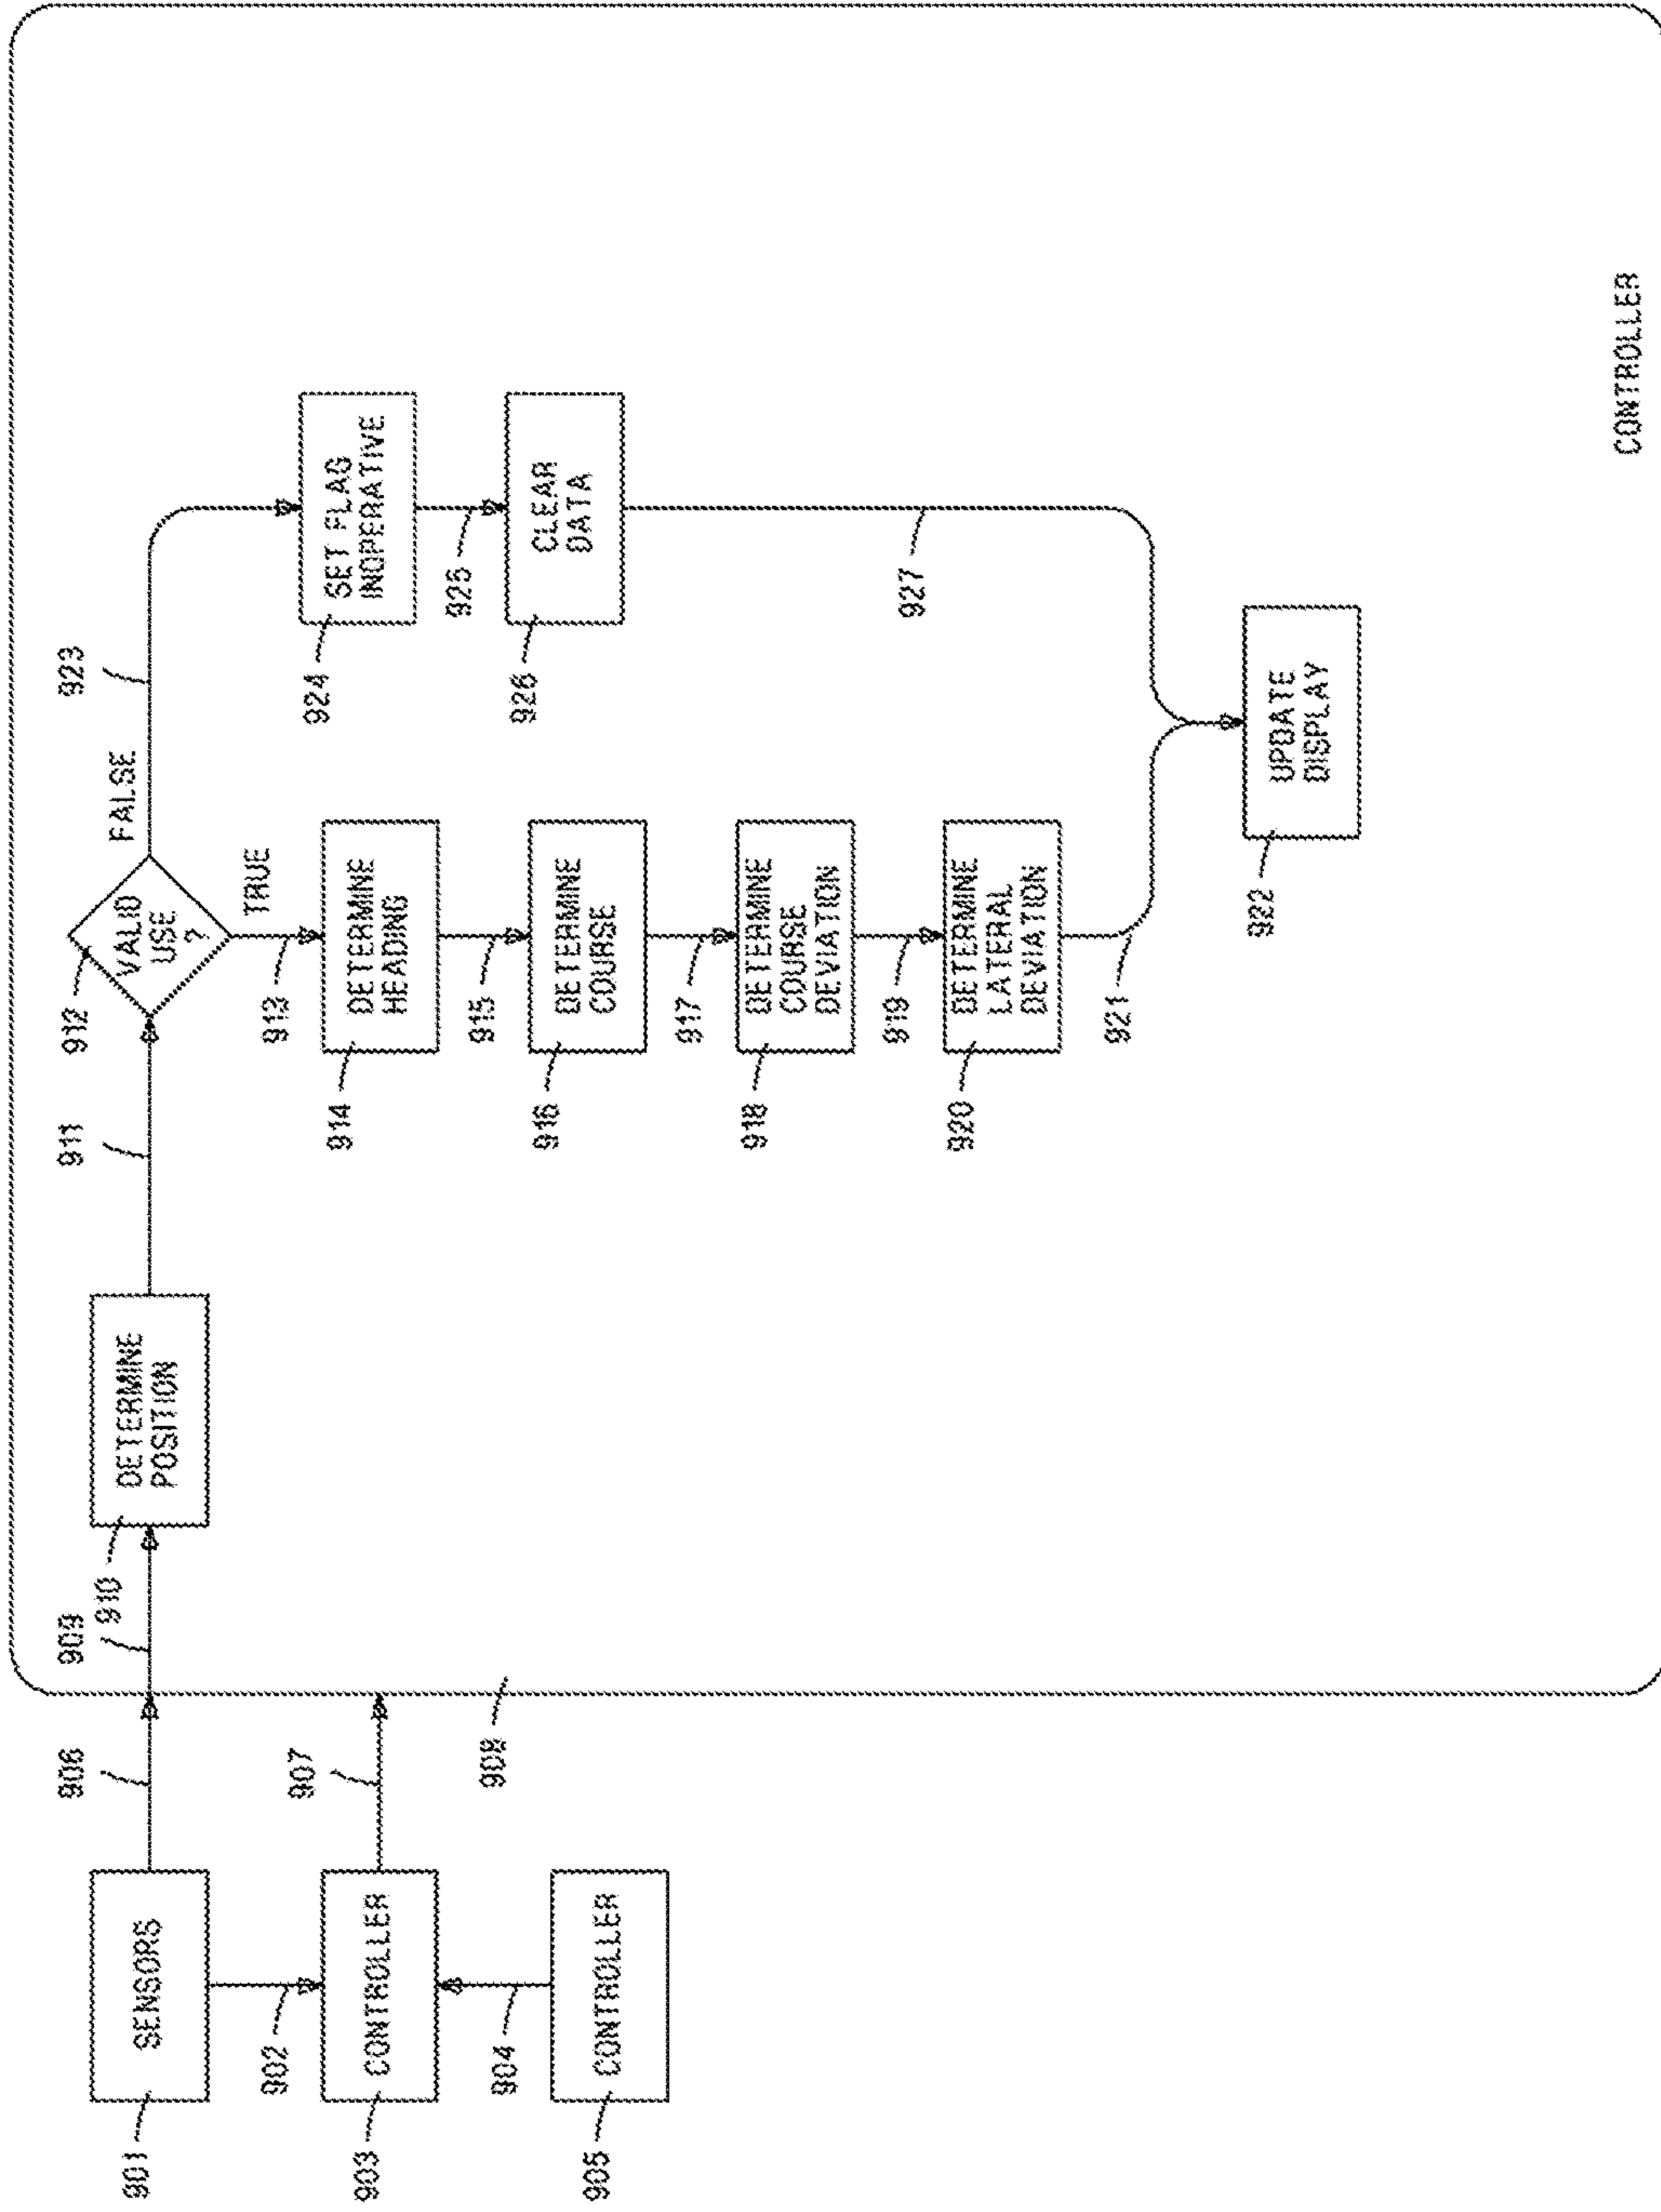 901
SENSORS
902
903
CONTROLLER
904
905
CONTROLLER
906
907
908
909
910
DETERMINE
POSITION
911
912
VALID
USE
?
FALSE
TRUE
913
914
DETERMINE
HEADING
915
916
DETERMINE
COURSE
917
918
DETERMINE
COURSE
DEVIATION
919
920
DETERMINE
LATERAL
DEVIATION
921
922
UPDATE
DISPLAY
923
924
SET FLAG
INOPERATIVE
925
926
CLEAR
DATA
927
CONTROLLER